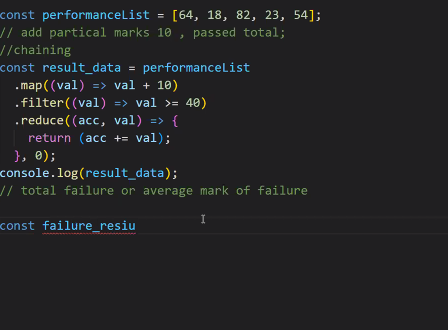 const performanceList = [64, 18, 82, 23, 54];
// add partical marks 10 , passed total;
//chaining
const result_data = performanceList
.map((val) => val + 10)
.filter((val) => val >= 40)
.reduce((acc, val) => {
return (acc += val);
}, 0);
console.log(result_data);
// total failure or average mark of failure
const failure_resiu